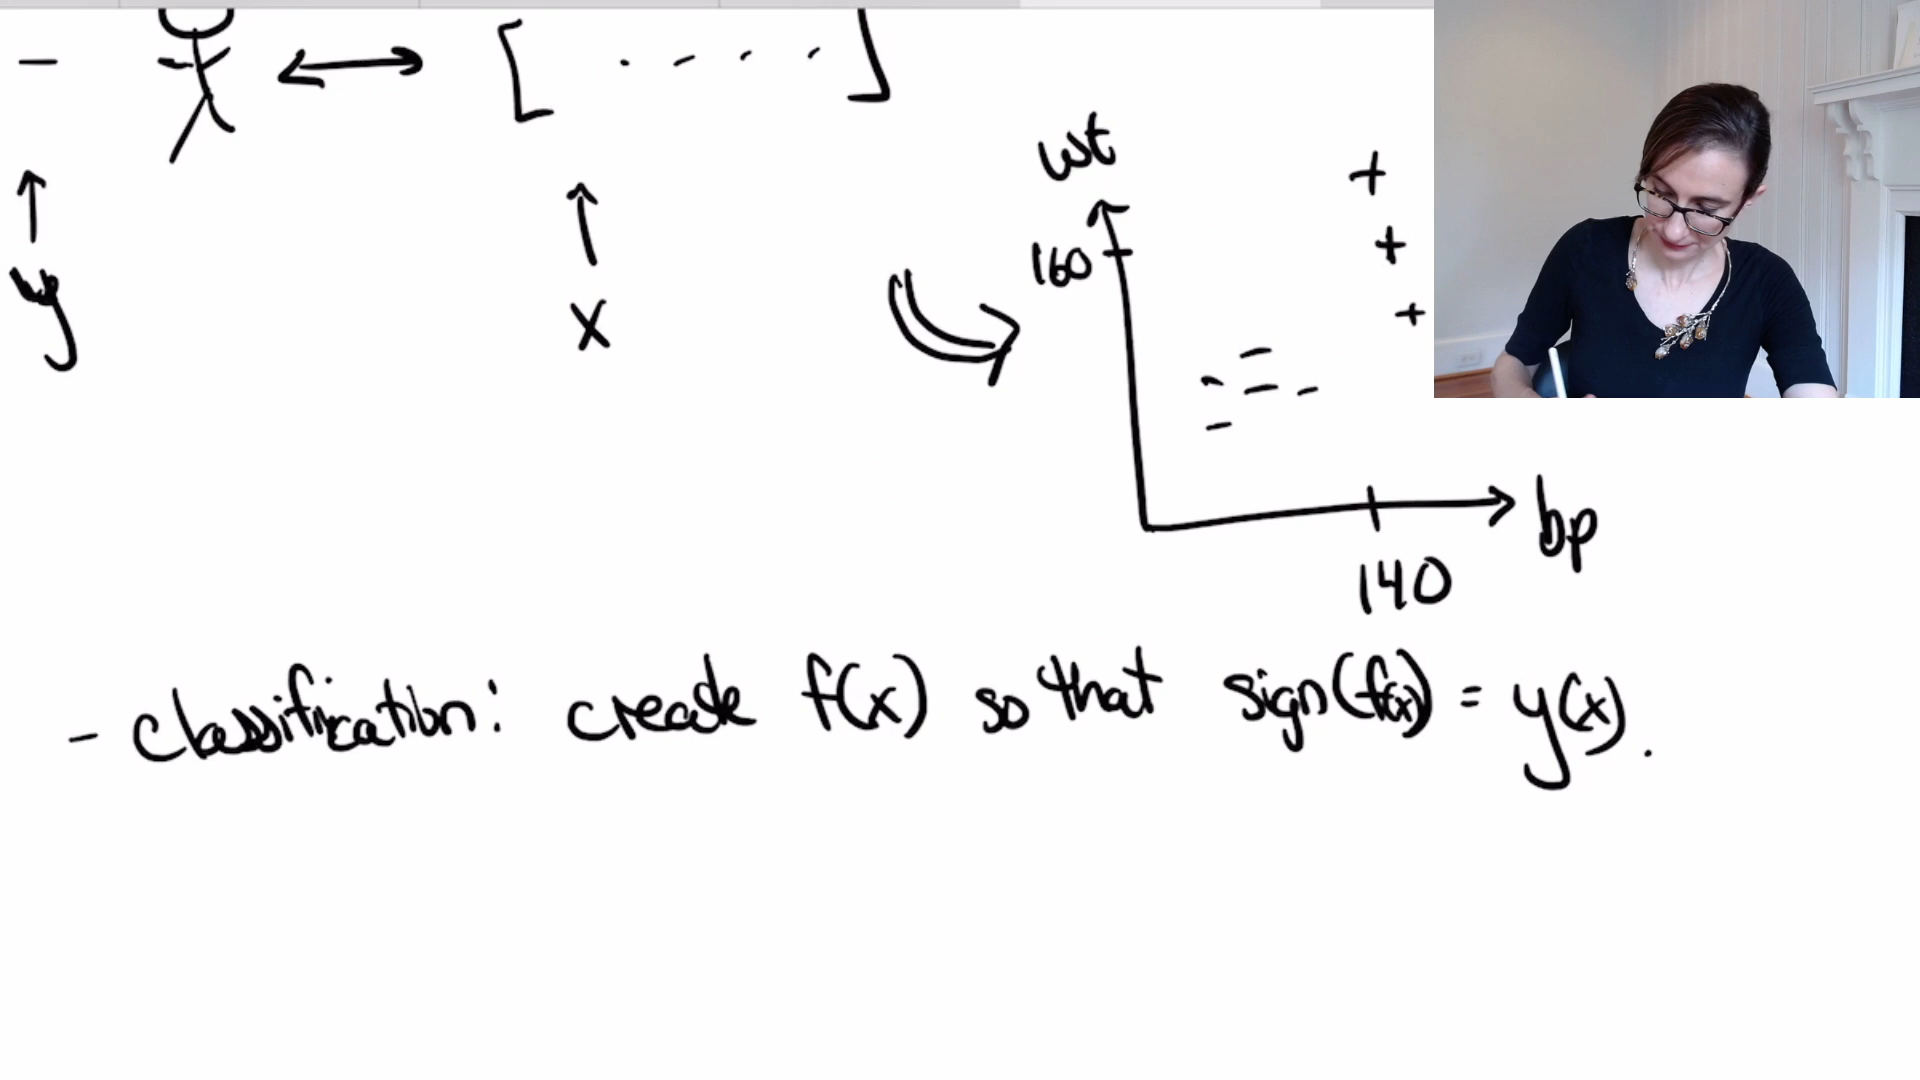 wt
160
y
x
bp
140
- classification: create f(x) so that sign(f(x)) = y(x).